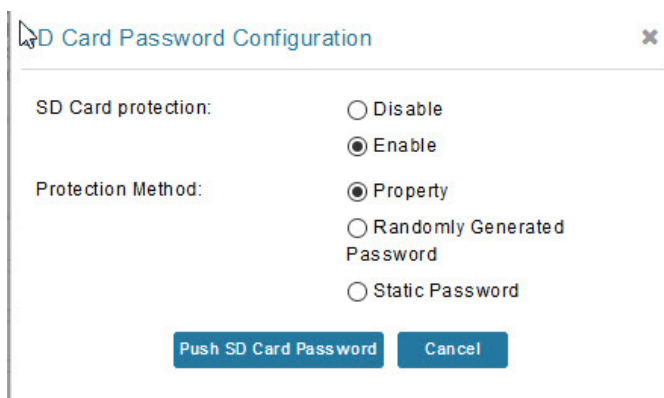 SD Card Password Configuration
SD Card protection:
Disable
Enable
Protection Method:
Property
Randomly Generated
Password
Static Password
Push SD Card Password
Cancel